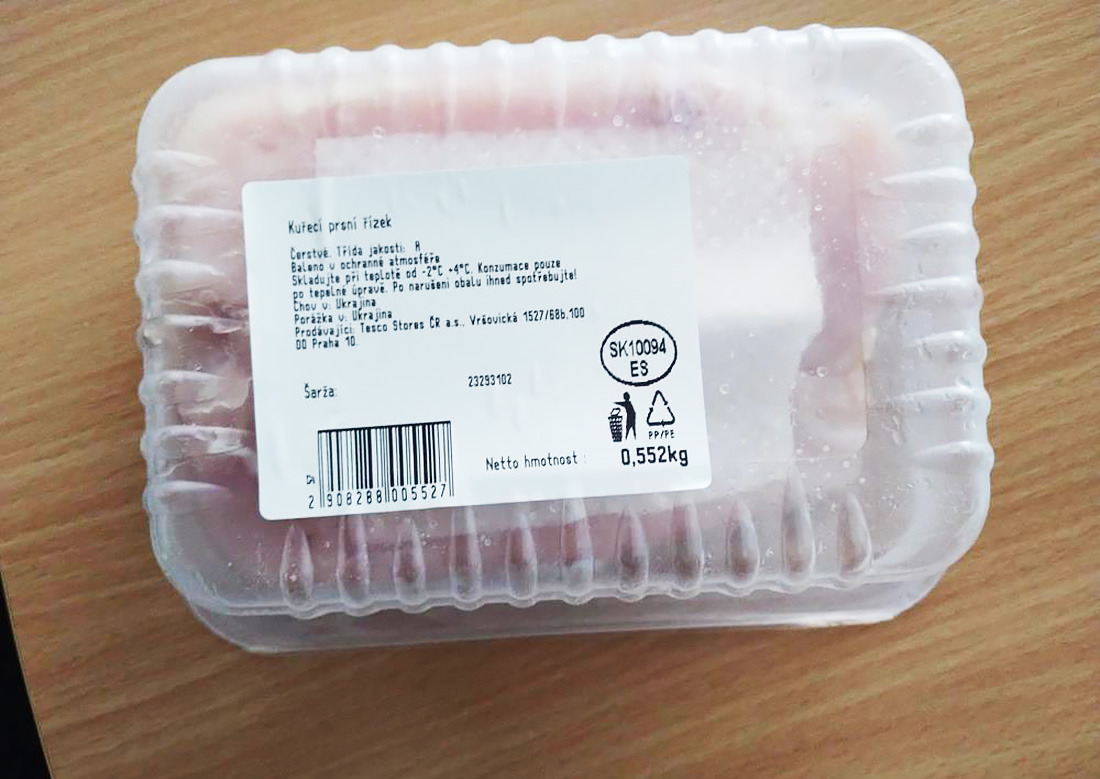 Kuřecí prsní řízek
Čerstvé. Třída jakosti: A
Baleno v ochranné atmosféře
Skladujte při teplotě od -2°C +4°C. Konzumace pouze
po tepelné úpravě. Po narušení obalu ihned spotřebujte!
Chov v: Ukrajina
Porážka v: Ukrajina
Prodávající: Tesco Stores ČR a.s., Vršovická 1527/68b,100
00 Praha 10.
SK10094
ES
Šarža: 23293102
PP/PE
Netto hmotnost : 0,552kg
2 908288 005527